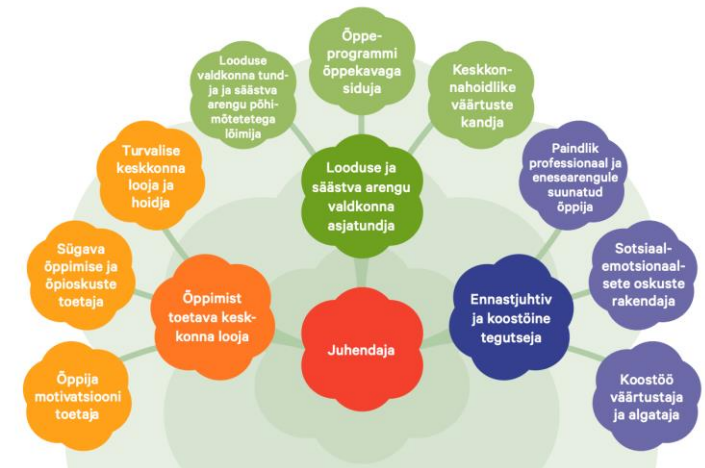 Õppe-
programmi
õppekavaga
siduja
Looduse
valdkonna tund-
ja ja säästva
arengu põhi-
mõtetetega
lõimija
Keskkon-
nahoidlike
väärtuste
kandja
Turvalise
keskkonna
looja ja
hoidja
Looduse ja
säästva arengu
valdkonna
asjatundja
Paindlik
professionaal ja
enesearengule
suunatud
õppija
Sügava
õppimise ja
õpioskuste
toetaja
Õppimist
toetava kesk-
konna looja
Juhendaja
Ennastjuhtiv
ja koostöine
tegutseja
Sotsiaal-
emotsionaal-
sete oskuste
rakendaja
Õppija
motivatsiooni
toetaja
Koostöö
väärtustaja
ja algataja